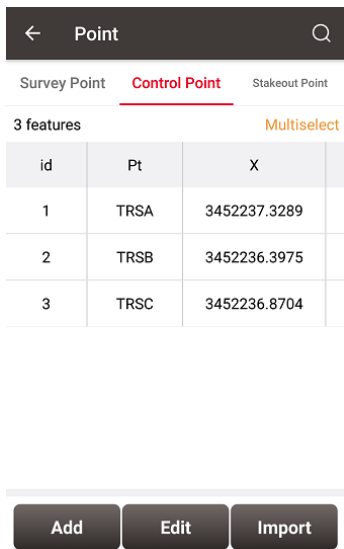 Point
Survey Point Control Point Stakeout Point
3 features Multiselect
id Pt X
1 TRSA 3452237.3289
2 TRSB 3452236.3975
3 TRSC 3452236.8704
Add Edit Import